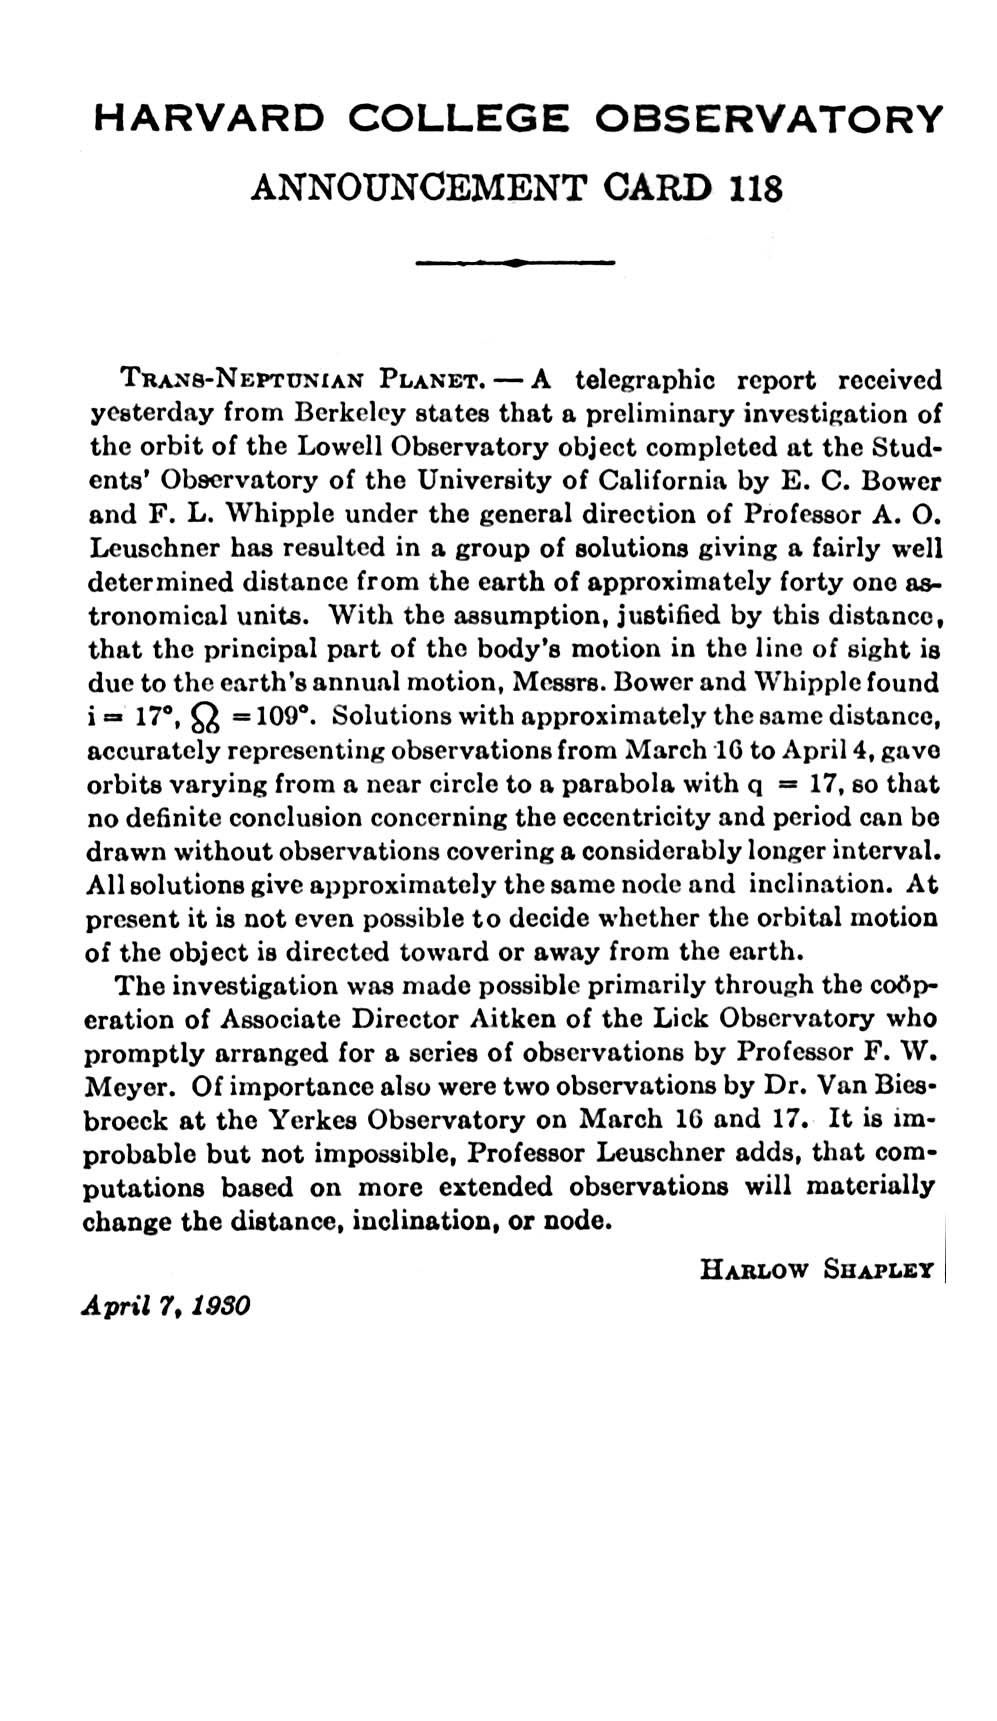 HARVARD COLLEGE OBSERVATORY
ANNOUNCEMENT CARD 118
TRANS-NEPTUNIAN PLANET. — A telegraphic report received
yesterday from Berkeley states that a preliminary investigation of
the orbit of the Lowell Observatory object completed at the Stud-
ents' Observatory of the University of California by E. C. Bower
and F. L. Whipple under the general direction of Professor A. O.
Leuschner has resulted in a group of solutions giving a fairly well
determined distance from the earth of approximately forty one as-
tronomical units. With the assumption, justified by this distance,
that the principal part of the body's motion in the line of sight is
due to the earth's annual motion, Messrs. Bower and Whipple found
i = 17°, ☊ = 109°. Solutions with approximately the same distance,
accurately representing observations from March 16 to April 4, gave
orbits varying from a near circle to a parabola with q = 17, so that
no definite conclusion concerning the eccentricity and period can be
drawn without observations covering a considerably longer interval.
All solutions give approximately the same node and inclination. At
present it is not even possible to decide whether the orbital motion
of the object is directed toward or away from the earth.
The investigation was made possible primarily through the coöp-
eration of Associate Director Aitken of the Lick Observatory who
promptly arranged for a series of observations by Professor F. W.
Meyer. Of importance also were two observations by Dr. Van Bies-
broeck at the Yerkes Observatory on March 16 and 17. It is im-
probable but not impossible, Professor Leuschner adds, that com-
putations based on more extended observations will materially
change the distance, inclination, or node.
HARLOW SHAPLEY
April 7, 1930